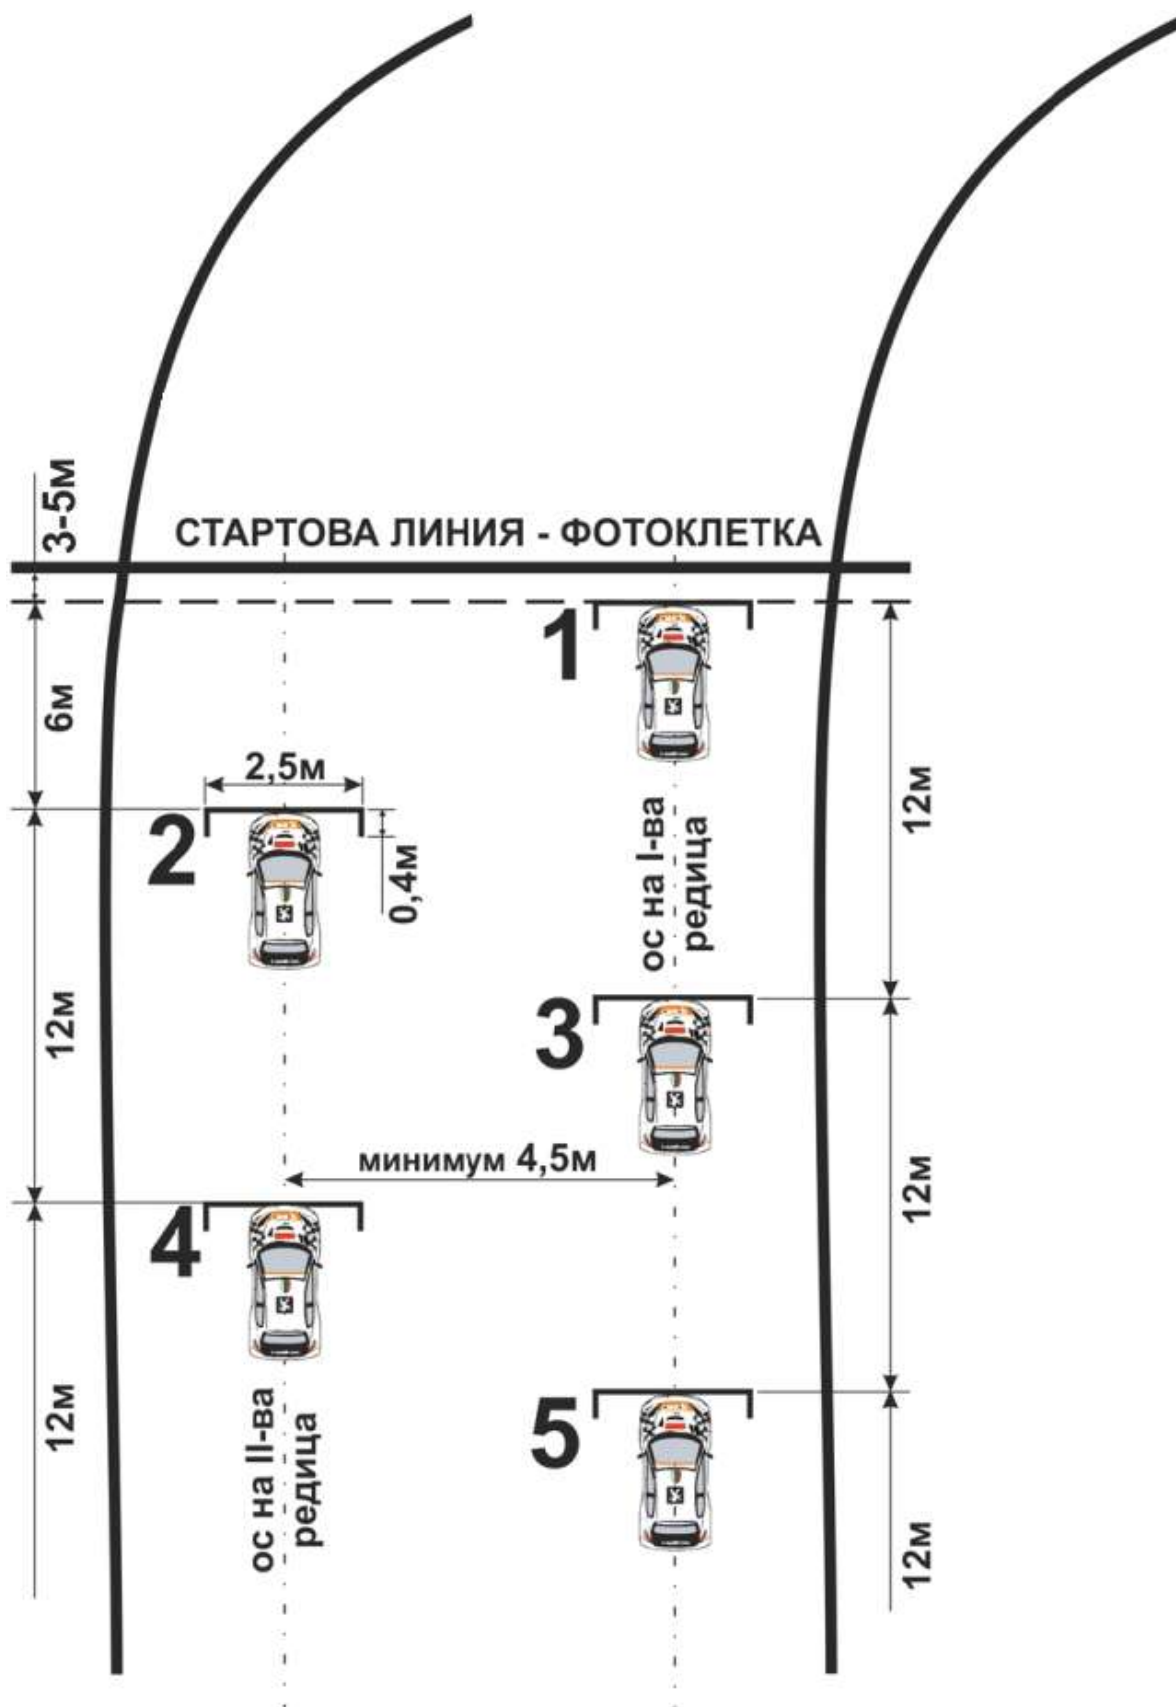 3-5м
СТАРТОВА ЛИНИЯ - ФОТОКЛЕТКА
1
6м
2,5м
12м
2
0,4м
ос на I-ва
редица
12м
3
минимум 4,5м
12м
4
12м
ос на II-ва
редица
5
12м